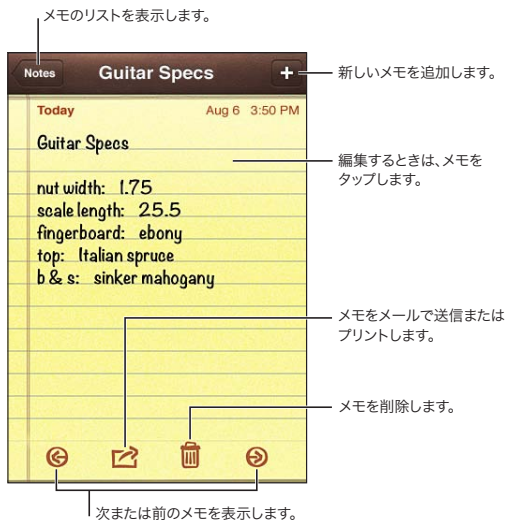 メモのリストを表示します。
Notes
Guitar Specs
+
新しいメモを追加します。
Today
Aug 6 3:50 PM
Guitar Specs
編集するときは、メモを
タップします。
nut width: 1.75
scale length: 25.5
fingerboard: ebony
top: Italian spruce
b & s: sinker mahogany
メモをメールで送信または
プリントします。
メモを削除します。
次または前のメモを表示します。